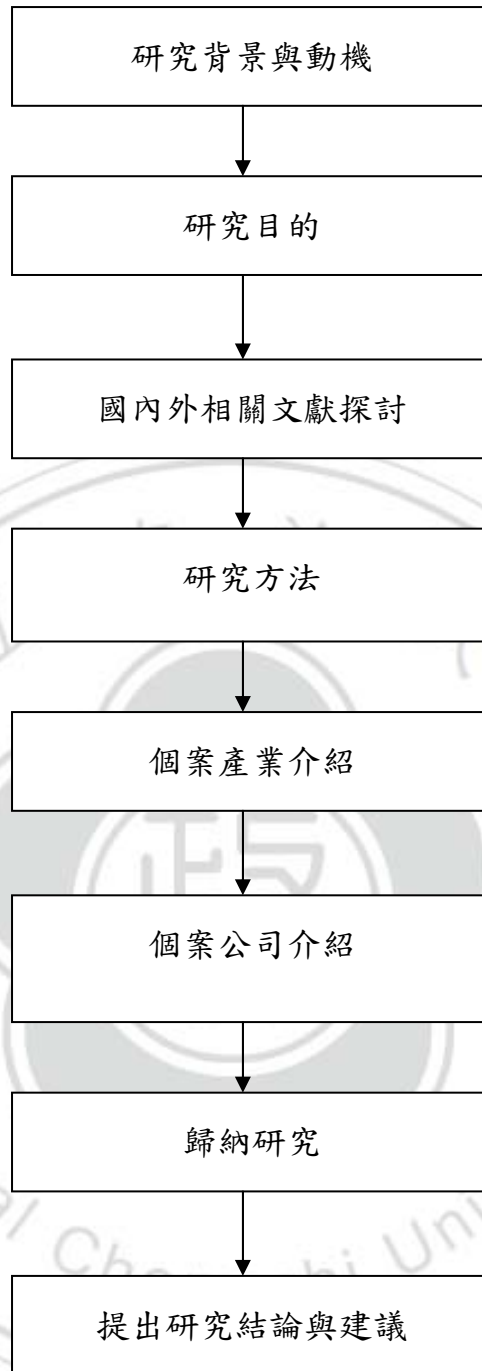 研究背景與動機
研究目的
國內外相關文獻探討
研究方法
個案產業介紹
個案公司介紹
歸納研究
提出研究結論與建議